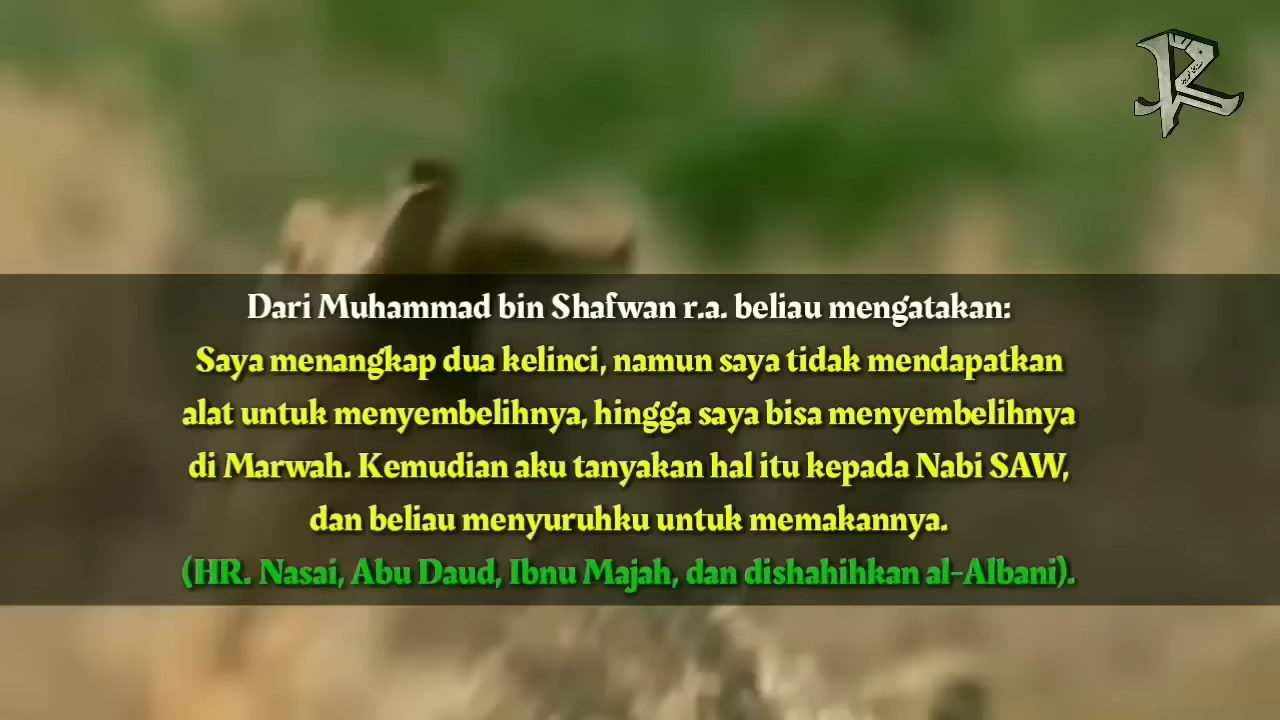 Dari Muhammad bin Shafwan r.a. beliau mengatakan:
Saya menangkap dua kelinci, namun saya tidak mendapatkan
alat untuk menyembelihnya, hingga saya bisa menyembelihnya
di Marwah. Kemudian aku tanyakan hal itu kepada Nabi SAW,
dan beliau menyuruhku untuk memakannya.
(HR. Nasai, Abu Daud, Ibnu Majah, dan dishahihkan al-Albani).